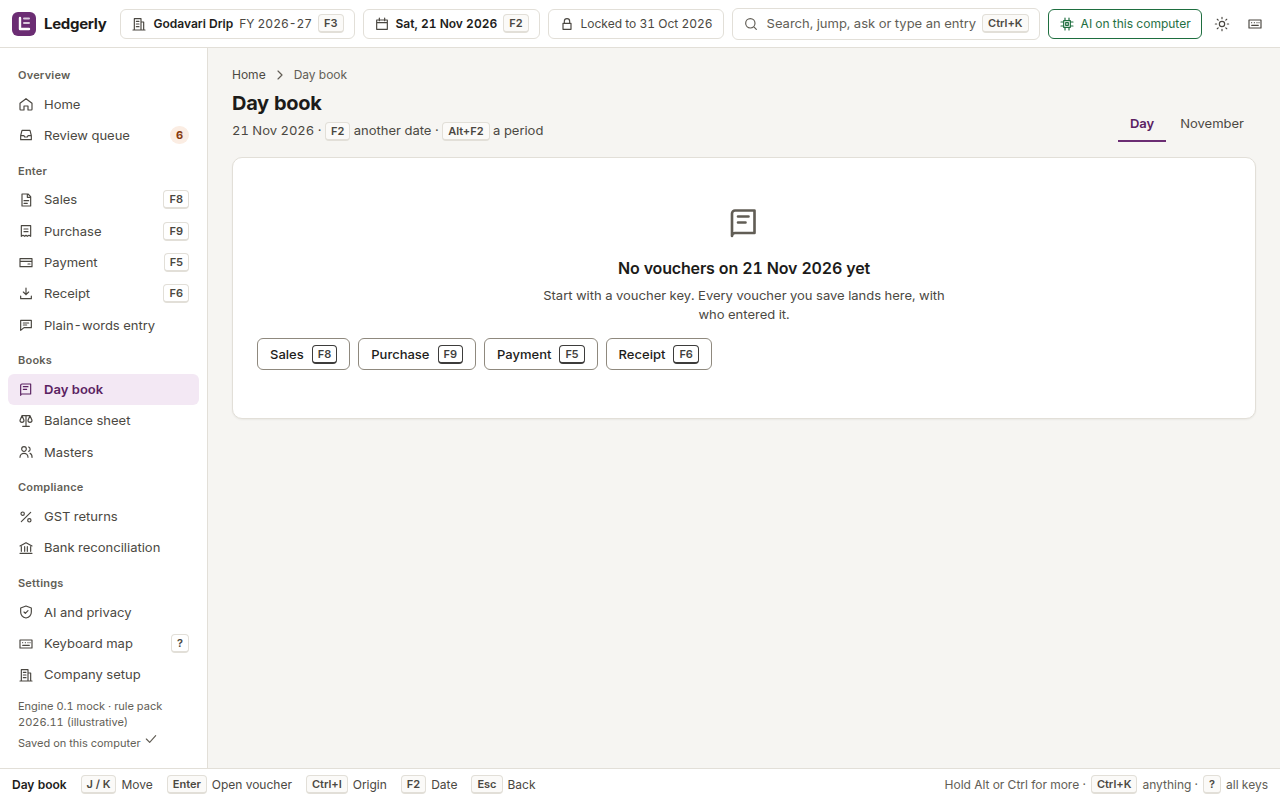 Ledgerly
Godavari Drip FY 2026-27 F3
Sat, 21 Nov 2026 F2
Locked to 31 Oct 2026
Search, jump, ask or type an entry Ctrl+K
AI on this computer
Overview
Home
Review queue 6
Enter
Sales F8
Purchase F9
Payment F5
Receipt F6
Plain-words entry
Books
Day book
Balance sheet
Masters
Compliance
GST returns
Bank reconciliation
Settings
AI and privacy
Keyboard map ?
Company setup
Engine 0.1 mock · rule pack
2026.11 (illustrative)
Saved on this computer
Home Day book
Day book
21 Nov 2026 · F2 another date · Alt+F2 a period
Day November
No vouchers on 21 Nov 2026 yet
Start with a voucher key. Every voucher you save lands here, with
who entered it.
Sales F8 Purchase F9 Payment F5 Receipt F6
Day book J / K Move Enter Open voucher Ctrl+I Origin F2 Date Esc Back
Hold Alt or Ctrl for more · Ctrl+K anything · ? all keys